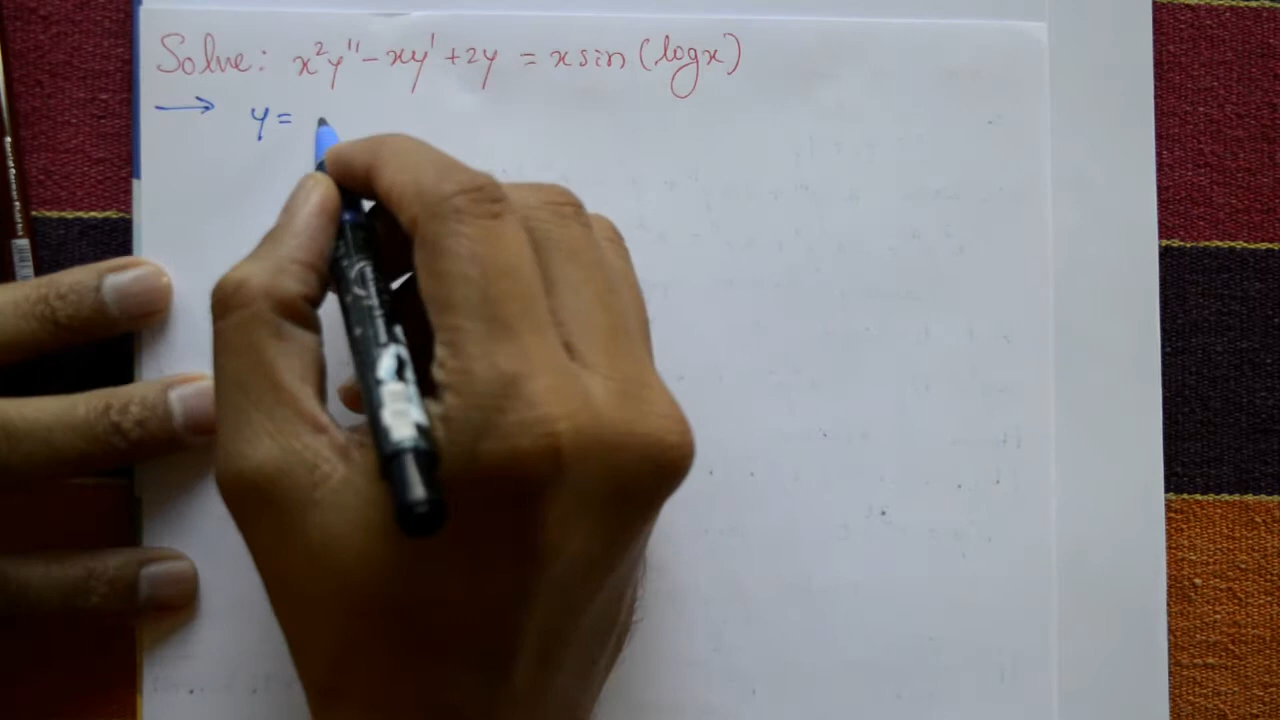 Solve: x²y'' - xy' + 2y = x sin (log x)
→ y =